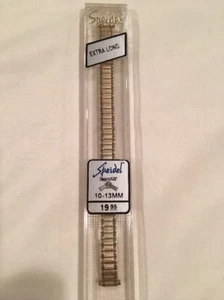 Speidel
EXTRA LONG
Speidel
10-13MM
19.95